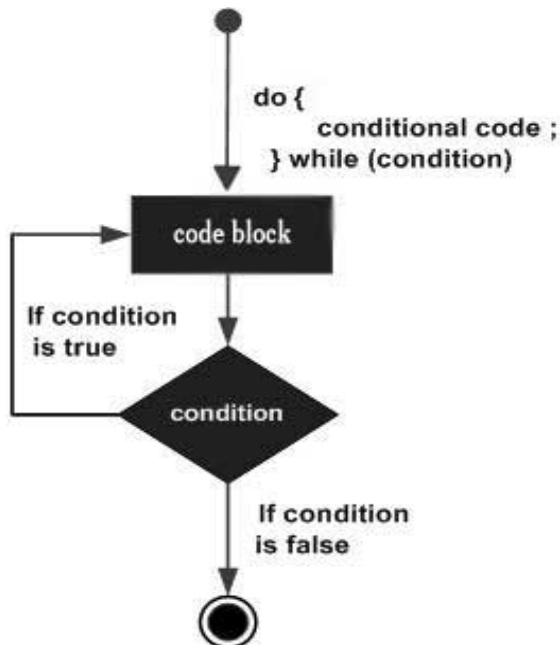 do {
conditional code ;
} while (condition)
code block
If condition
is true
condition
If condition
is false